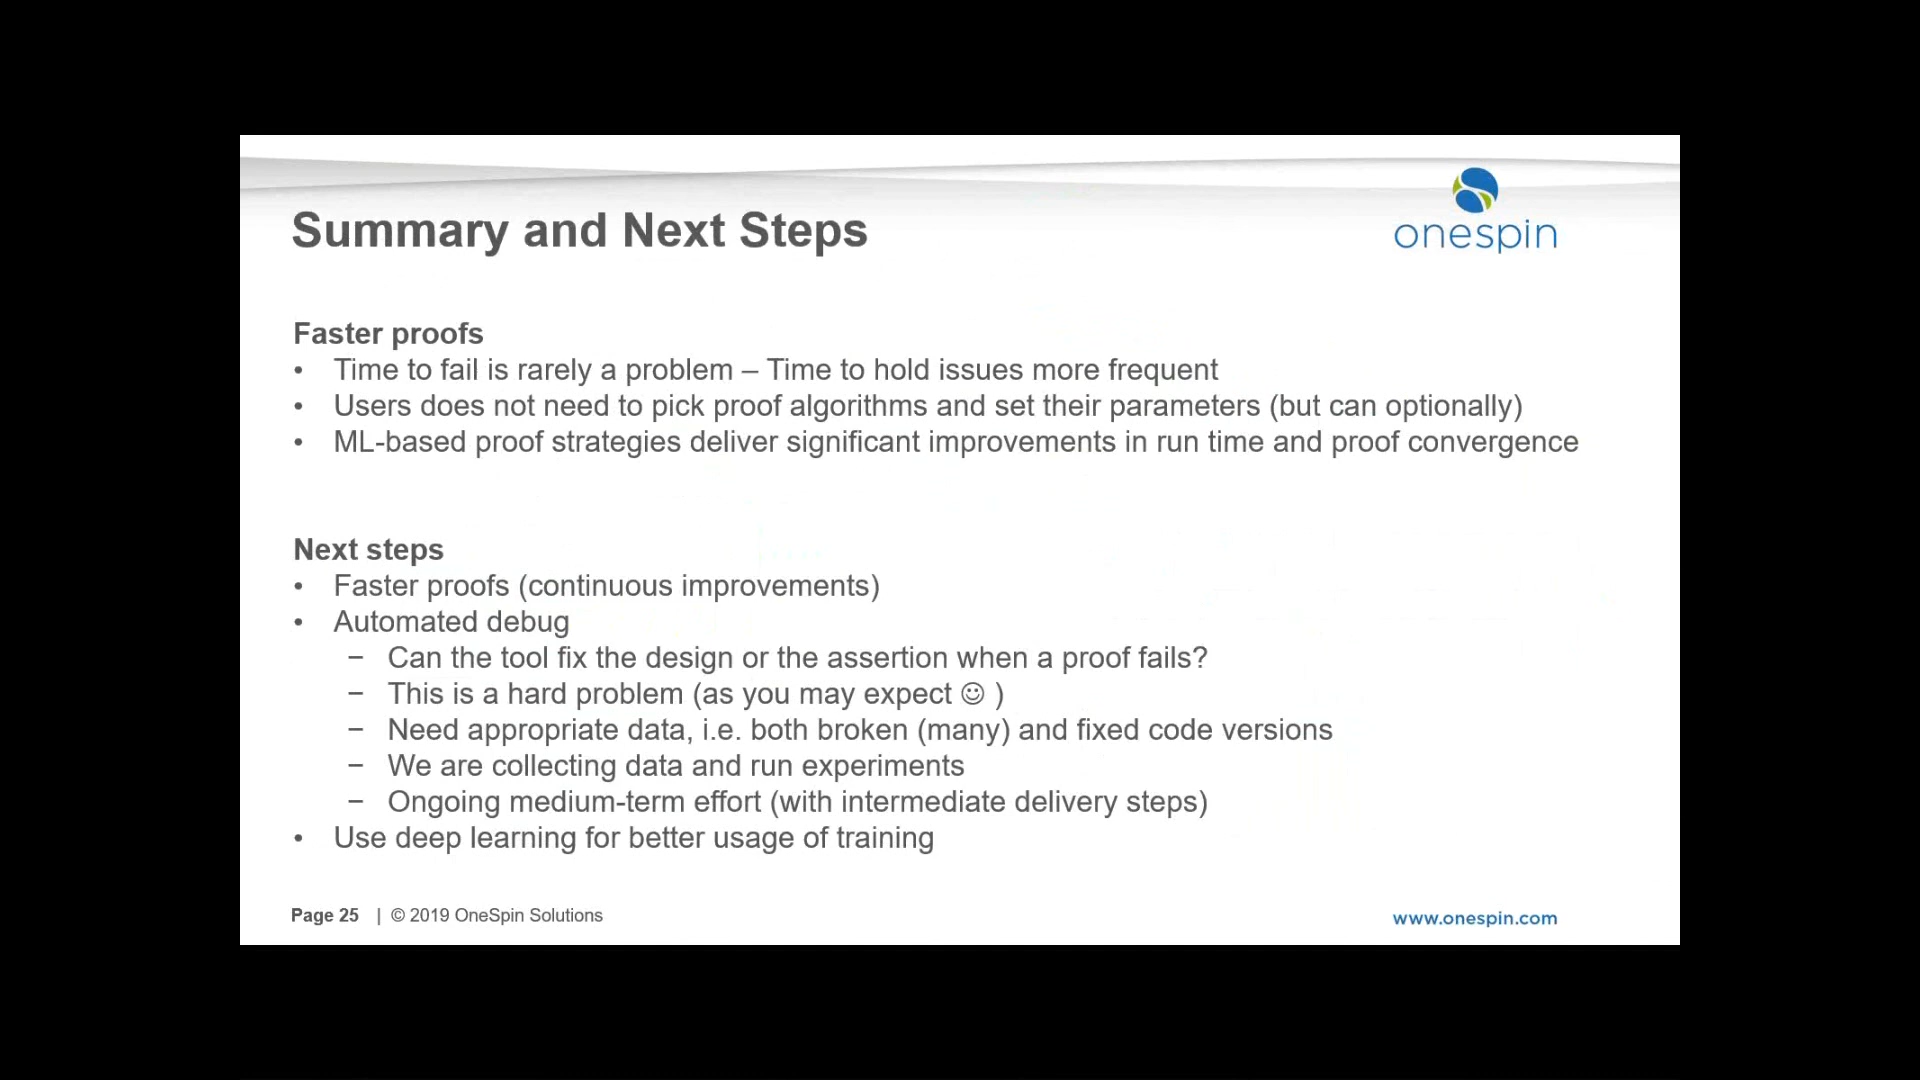 Summary and Next Steps
onespin
Faster proofs
• Time to fail is rarely a problem – Time to hold issues more frequent
• Users does not need to pick proof algorithms and set their parameters (but can optionally)
• ML-based proof strategies deliver significant improvements in run time and proof convergence
Next steps
• Faster proofs (continuous improvements)
• Automated debug
− Can the tool fix the design or the assertion when a proof fails?
− This is a hard problem (as you may expect ☺ )
− Need appropriate data, i.e. both broken (many) and fixed code versions
− We are collecting data and run experiments
− Ongoing medium-term effort (with intermediate delivery steps)
• Use deep learning for better usage of training
Page 25 | © 2019 OneSpin Solutions
www.onespin.com